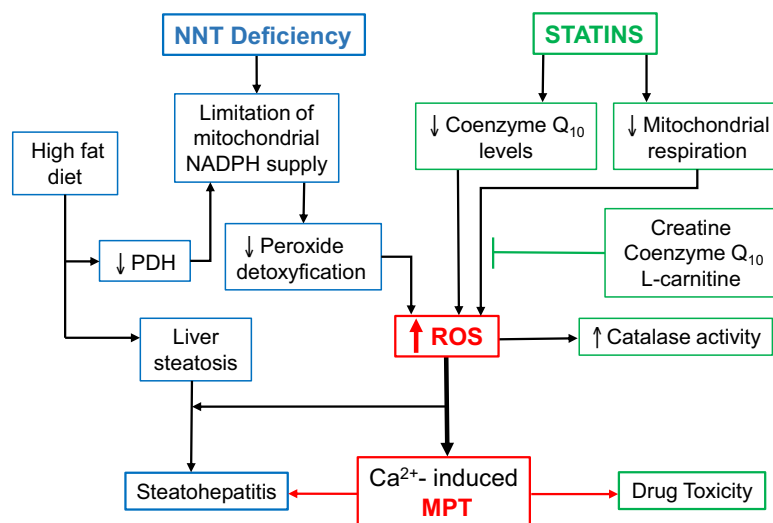 NNT Deficiency
STATINS
Limitation of
mitochondrial
NADPH supply
↓ Coenzyme Q₁₀
levels
↓ Mitochondrial
respiration
High fat
diet
↓ PDH
↓ Peroxide
detoxyfication
Creatine
Coenzyme Q₁₀
L-carnitine
Liver
steatosis
↑ ROS
↑ Catalase activity
Steatohepatitis
Ca²⁺- induced
MPT
Drug Toxicity